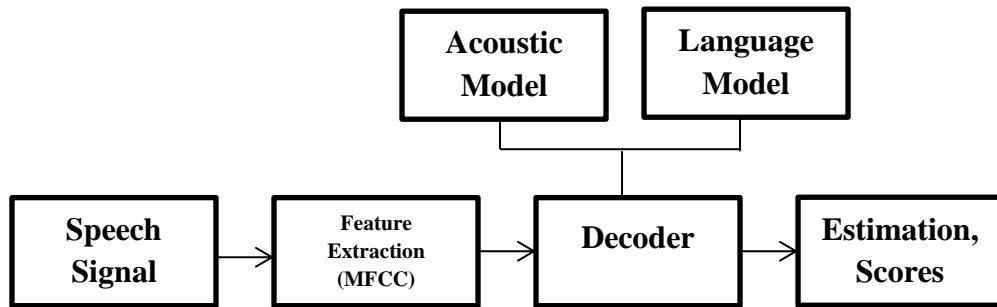 Acoustic
Model
Language
Model
Speech
Signal
Feature
Extraction
(MFCC)
Decoder
Estimation,
Scores